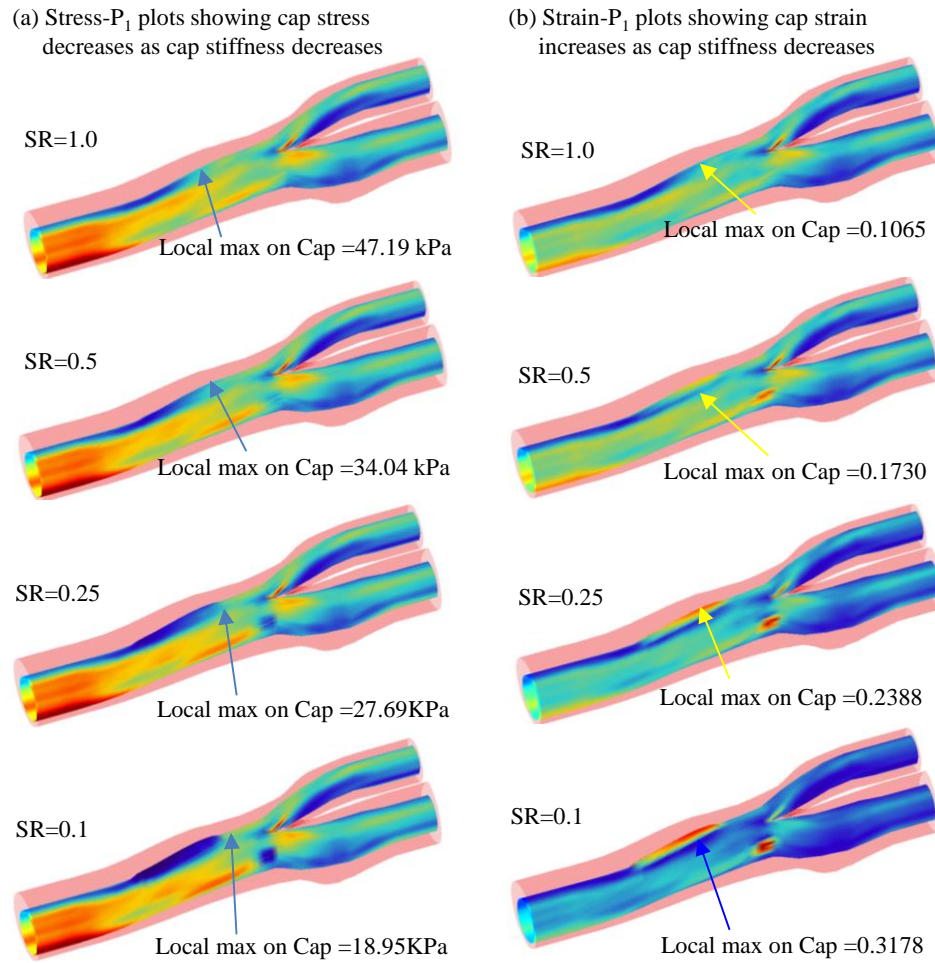 (a) Stress-P₁ plots showing cap stress
decreases as cap stiffness decreases
SR=1.0
Local max on Cap =47.19 kPa
SR=0.5
Local max on Cap =34.04 kPa
SR=0.25
Local max on Cap =27.69KPa
SR=0.1
Local max on Cap =18.95KPa
(b) Strain-P₁ plots showing cap strain
increases as cap stiffness decreases
SR=1.0
Local max on Cap =0.1065
SR=0.5
Local max on Cap =0.1730
SR=0.25
Local max on Cap =0.2388
SR=0.1
Local max on Cap =0.3178